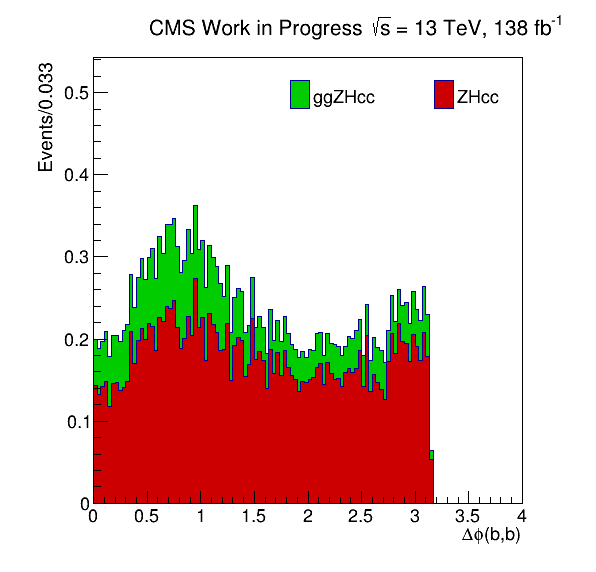 CMS Work in Progress √s = 13 TeV, 138 fb⁻¹
Events/0.033
ggZHcc ZHcc
0.5
0.4
0.3
0.2
0.1
0
0 0.5 1 1.5 2 2.5 3 3.5 4
Δϕ(b,b)